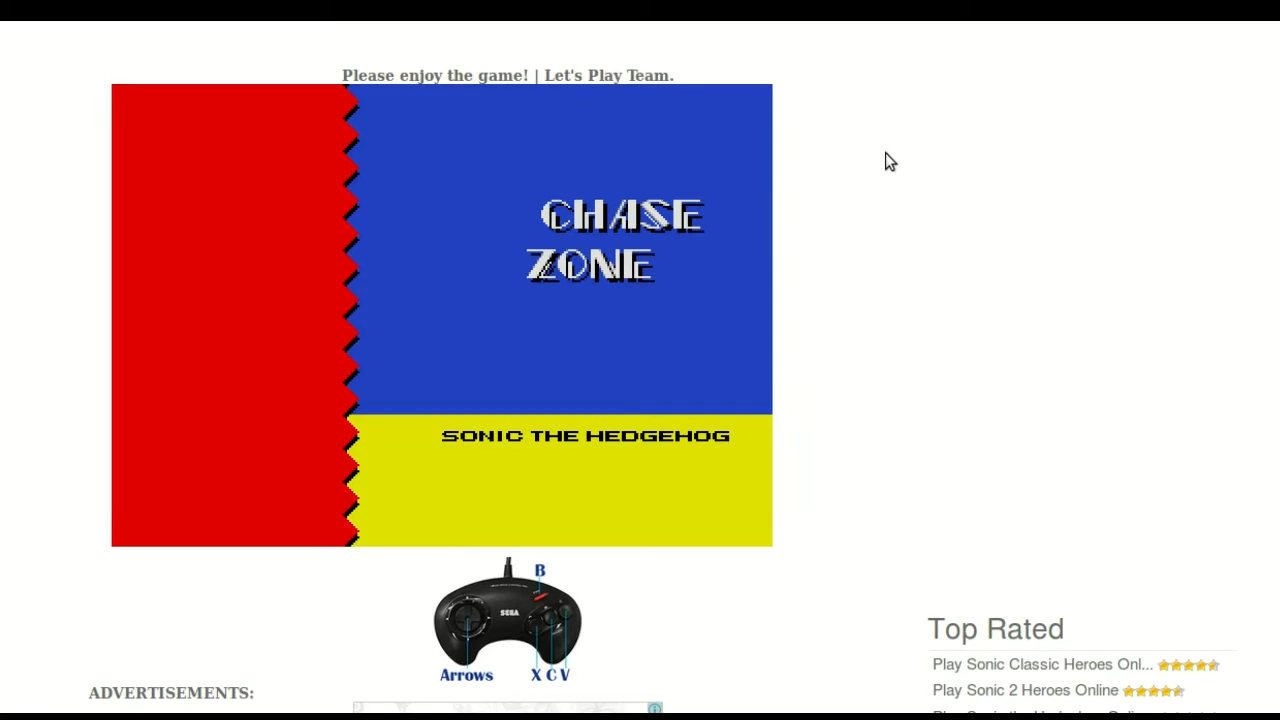 Please enjoy the game! | Let's Play Team.
CHASE
ZONE
SONIC THE HEDGEHOG
B
SEGA
Arrows
X C V
Top Rated
Play Sonic Classic Heroes Onl...
Play Sonic 2 Heroes Online
ADVERTISEMENTS: